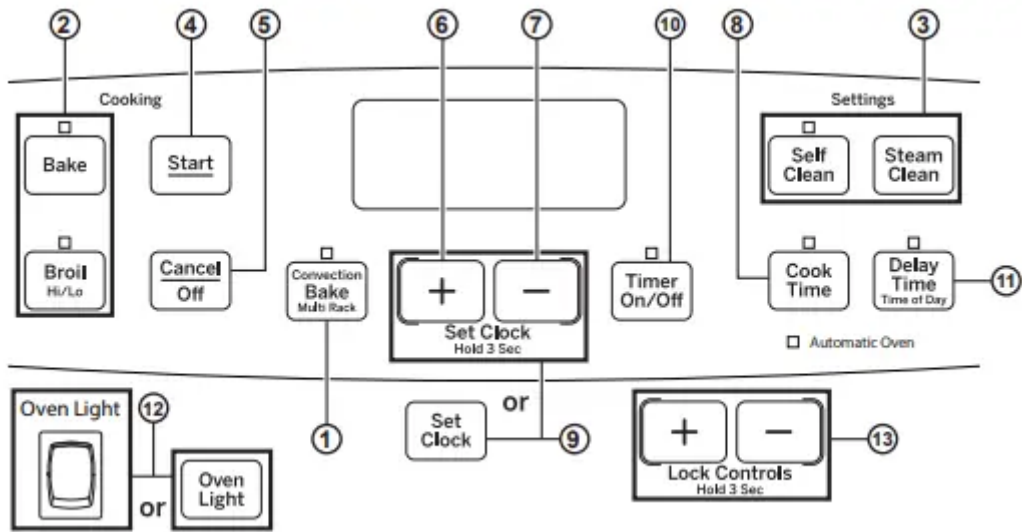 2 4 5 6 7 10 8 3
Cooking
Settings
Bake
Start
Self
Clean
Steam
Clean
Broil
Hi/Lo
Cancel
Off
Convection
Bake
Multi Rack
+ −
Set Clock
Hold 3 Sec
Timer
On/Off
Cook
Time
Delay
Time
Time of Day
11
Automatic Oven
Oven Light
12
or
Oven
Light
1
Set
Clock
or
9
+ −
Lock Controls
Hold 3 Sec
13